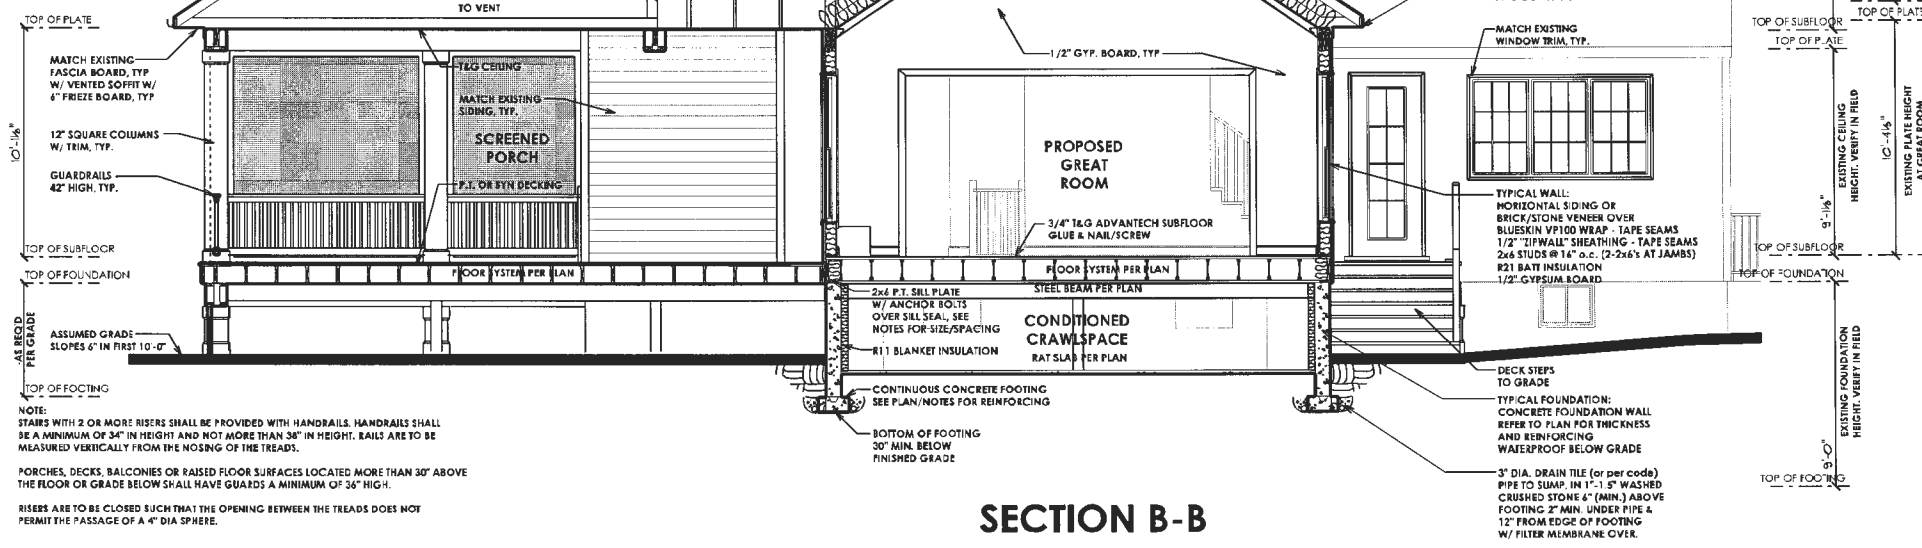 TO VENT
TOP OF PLATE
MATCH EXISTING
FASCIA BOARD, TYP
W/ VENTED SOFFIT W/
6" FRIEZE BOARD, TYP
10'-1⅛"
12" SQUARE COLUMNS
W/ TRIM, TYP.
GUARDRAILS
42" HIGH, TYP.
TOP OF SUBFLOOR
TOP OF FOUNDATION
AS REQ'D
PER GRADE
ASSUMED GRADE
SLOPES 6" IN FIRST 10'-0"
TOP OF FOOTING
T&G CEILING
MATCH EXISTING
SIDING, TYP.
SCREENED
PORCH
P.T. OR SYN DECKING
FLOOR SYSTEM PER PLAN
1/2" GYP. BOARD, TYP
PROPOSED
GREAT
ROOM
3/4" T&G ADVANTECH SUBFLOOR
GLUE & NAIL/SCREW
FLOOR SYSTEM PER PLAN
STEEL BEAM PER PLAN
2x6 P.T. SILL PLATE
W/ ANCHOR BOLTS
OVER SILL SEAL, SEE
NOTES FOR SIZE/SPACING
CONDITIONED
CRAWLSPACE
RAT SLAB PER PLAN
R11 BLANKET INSULATION
CONTINUOUS CONCRETE FOOTING
SEE PLAN/NOTES FOR REINFORCING
BOTTOM OF FOOTING
30" MIN. BELOW
FINISHED GRADE
MATCH EXISTING
WINDOW TRIM, TYP.
TYPICAL WALL:
HORIZONTAL SIDING OR
BRICK/STONE VENEER OVER
BLUESKIN VP100 WRAP - TAPE SEAMS
1/2" "ZIPWALL" SHEATHING - TAPE SEAMS
2x6 STUDS @ 16" o.c. (2-2x6's AT JAMBS)
R21 BATT INSULATION
1/2" GYPSUM BOARD
DECK STEPS
TO GRADE
TYPICAL FOUNDATION:
CONCRETE FOUNDATION WALL
REFER TO PLAN FOR THICKNESS
AND REINFORCING
WATERPROOF BELOW GRADE
3" DIA. DRAIN TILE (or per code)
PIPE TO SUMP. IN 1"-1.5" WASHED
CRUSHED STONE 6" (MIN.) ABOVE
FOOTING 2" MIN. UNDER PIPE &
12" FROM EDGE OF FOOTING
W/ FILTER MEMBRANE OVER.
TOP OF SUBFLOOR
TOP OF PLATE
TOP OF PLATE
9'-1⅛"
EXISTING CEILING
HEIGHT. VERIFY IN FIELD
10'-4⅛"
EXISTING PLATE HEIGHT
AT GREAT ROOM
TOP OF SUBFLOOR
TOP OF FOUNDATION
9'-0"
EXISTING FOUNDATION
HEIGHT. VERIFY IN FIELD
TOP OF FOOTING
NOTE:
STAIRS WITH 2 OR MORE RISERS SHALL BE PROVIDED WITH HANDRAILS. HANDRAILS SHALL
BE A MINIMUM OF 34" IN HEIGHT AND NOT MORE THAN 38" IN HEIGHT. RAILS ARE TO BE
MEASURED VERTICALLY FROM THE NOSING OF THE TREADS.
PORCHES, DECKS, BALCONIES OR RAISED FLOOR SURFACES LOCATED MORE THAN 30" ABOVE
THE FLOOR OR GRADE BELOW SHALL HAVE GUARDS A MINIMUM OF 36" HIGH.
RISERS ARE TO BE CLOSED SUCH THAT THE OPENING BETWEEN THE TREADS DOES NOT
PERMIT THE PASSAGE OF A 4" DIA SPHERE.
SECTION B-B